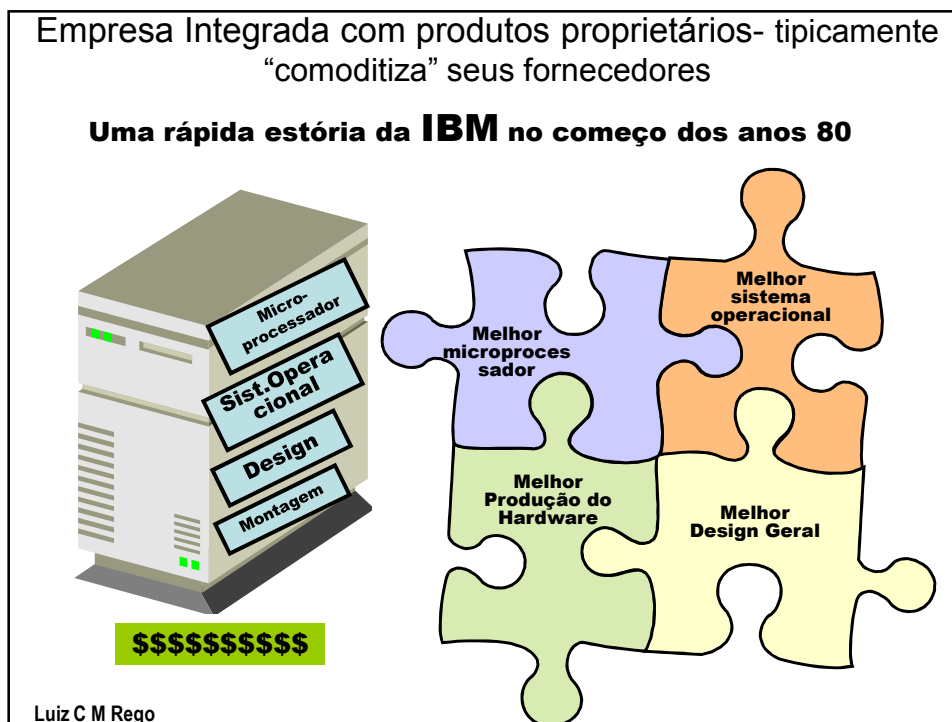 Empresa Integrada com produtos proprietários- tipicamente
“comoditiza” seus fornecedores
Uma rápida estória da IBM no começo dos anos 80
Micro-
processador
Sist.Opera
cional
Design
Montagem
$$$$$$$$$$
Melhor
microproces
sador
Melhor
sistema
operacional
Melhor
Produção do
Hardware
Melhor
Design Geral
Luiz C M Rego